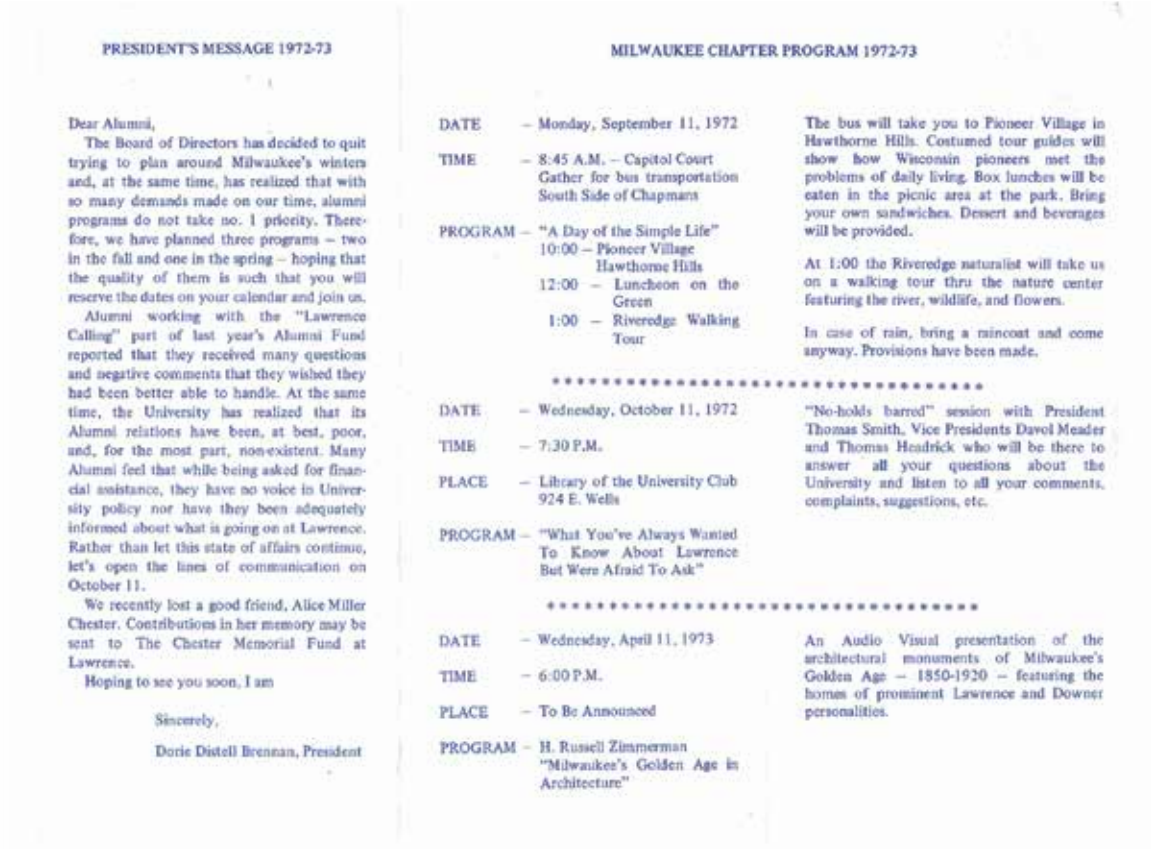 PRESIDENT'S MESSAGE 1972-73
Dear Alumni,
The Board of Directors has decided to quit
trying to plan around Milwaukee's winters
and, at the same time, has realized that with
so many demands made on our time, alumni
programs do not take no. 1 priority. There-
fore, we have planned three programs – two
in the fall and one in the spring – hoping that
the quality of them is such that you will
reserve the dates on your calendar and join us.
Alumni working with the "Lawrence
Calling" part of last year's Alumni Fund
reported that they received many questions
and negative comments that they wished they
had been better able to handle. At the same
time, the University has realized that its
Alumni relations have been, at best, poor,
and, for the most part, non-existent. Many
Alumni feel that while being asked for finan-
cial assistance, they have no voice in Univer-
sity policy nor have they been adequately
informed about what is going on at Lawrence.
Rather than let this state of affairs continue,
let's open the lines of communication on
October 11.
We recently lost a good friend, Alice Miller
Chester. Contributions in her memory may be
sent to The Chester Memorial Fund at
Lawrence.
Hoping to see you soon, I am
Sincerely,
Dorie Distell Brennan, President
MILWAUKEE CHAPTER PROGRAM 1972-73
DATE – Monday, September 11, 1972
TIME – 8:45 A.M. – Capitol Court
Gather for bus transportation
South Side of Chapmans
PROGRAM – "A Day of the Simple Life"
10:00 – Pioneer Village
Hawthorne Hills
12:00 – Luncheon on the
Green
1:00 – Riveredge Walking
Tour
The bus will take you to Pioneer Village in
Hawthorne Hills. Costumed tour guides will
show how Wisconsin pioneers met the
problems of daily living. Box lunches will be
eaten in the picnic area at the park. Bring
your own sandwiches. Dessert and beverages
will be provided.
At 1:00 the Riveredge naturalist will take us
on a walking tour thru the nature center
featuring the river, wildlife, and flowers.
In case of rain, bring a raincoat and come
anyway. Provisions have been made.
DATE – Wednesday, October 11, 1972
TIME – 7:30 P.M.
PLACE – Library of the University Club
924 E. Wells
PROGRAM – "What You've Always Wanted
To Know About Lawrence
But Were Afraid To Ask"
"No-holds barred" session with President
Thomas Smith, Vice Presidents Davol Meader
and Thomas Headrick who will be there to
answer all your questions about the
University and listen to all your comments,
complaints, suggestions, etc.
DATE – Wednesday, April 11, 1973
TIME – 6:00 P.M.
PLACE – To Be Announced
PROGRAM – H. Russell Zimmerman
"Milwaukee's Golden Age in
Architecture"
An Audio Visual presentation of the
architectural monuments of Milwaukee's
Golden Age – 1850-1920 – featuring the
homes of prominent Lawrence and Downer
personalities.